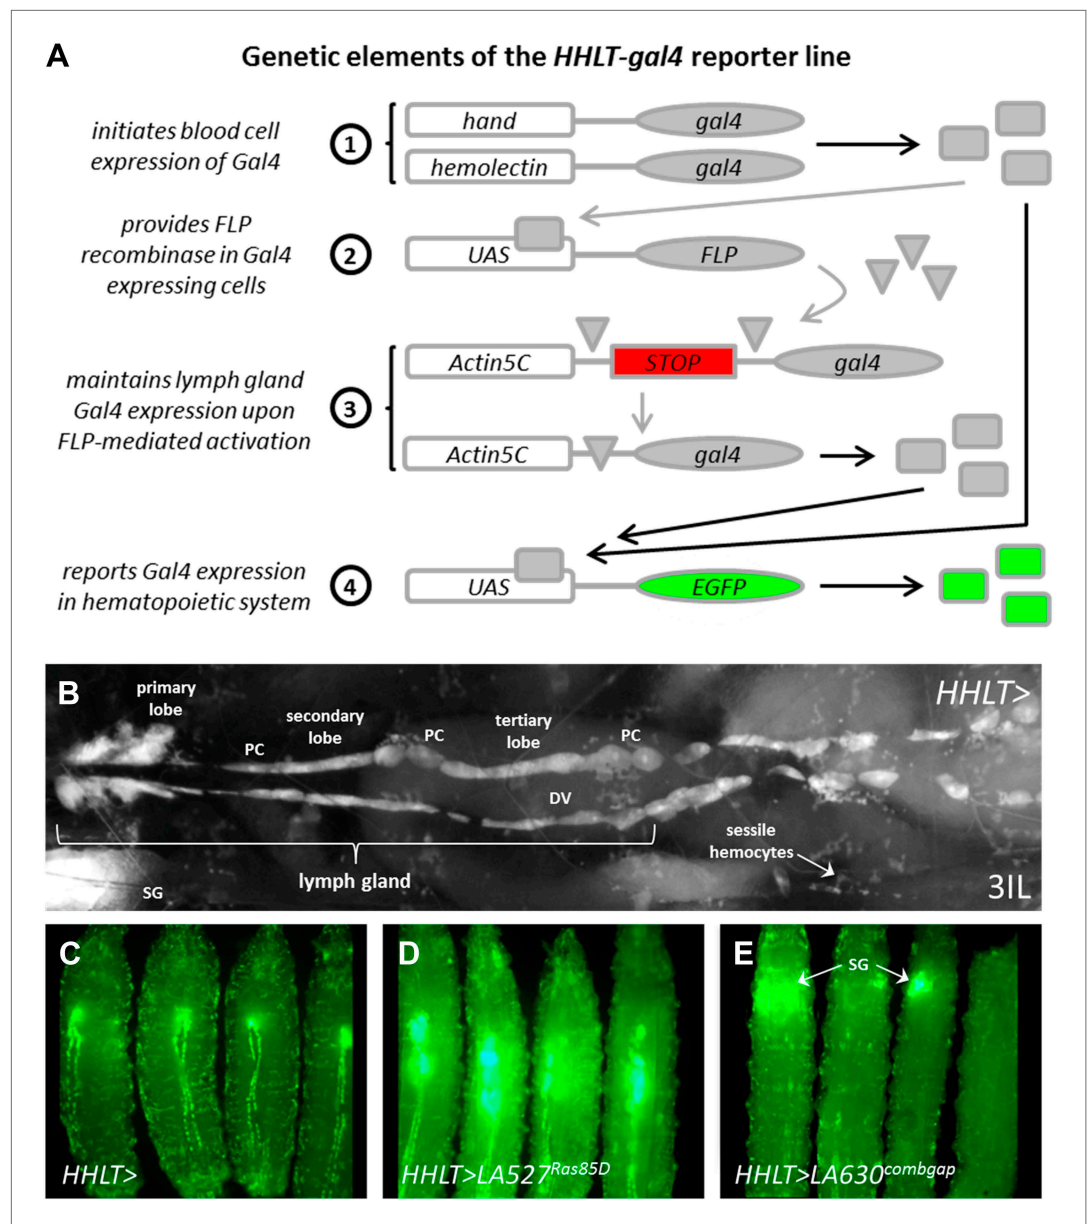 A
Genetic elements of the HHLT-gal4 reporter line
initiates blood cell
expression of Gal4
1
hand
gal4
hemolectin
gal4
provides FLP
recombinase in Gal4
expressing cells
2
UAS
FLP
maintains lymph gland
Gal4 expression upon
FLP-mediated activation
3
Actin5C
STOP
gal4
Actin5C
gal4
reports Gal4 expression
in hematopoietic system
4
UAS
EGFP
B
HHLT>
primary
lobe
PC
secondary
lobe
PC
tertiary
lobe
PC
DV
sessile
hemocytes
lymph gland
SG
3IL
C
HHLT>
D
HHLT>LA527Ras85D
E
SG
HHLT>LA630combgap